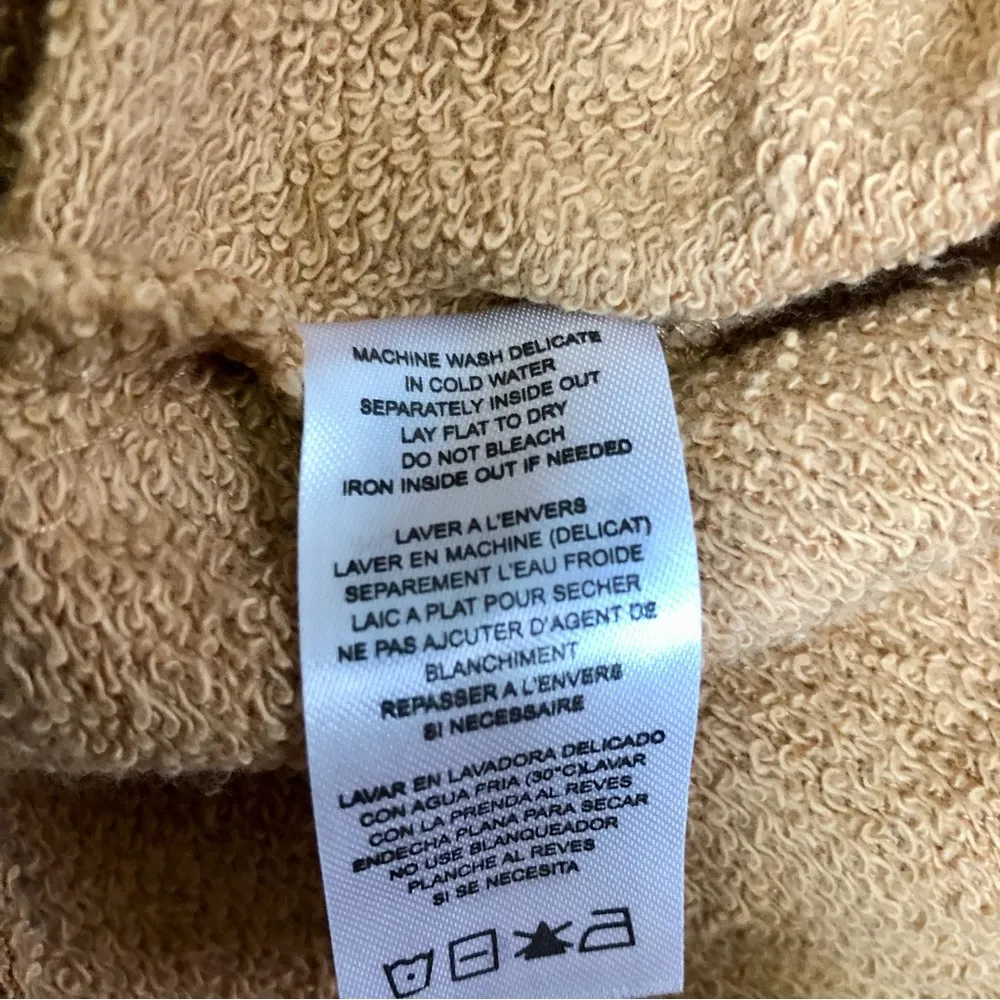 MACHINE WASH DELICATE
IN COLD WATER
SEPARATELY INSIDE OUT
LAY FLAT TO DRY
DO NOT BLEACH
IRON INSIDE OUT IF NEEDED
LAVER A L'ENVERS
LAVER EN MACHINE (DELICAT)
SEPAREMENT L'EAU FROIDE
LAIC A PLAT POUR SECHER
NE PAS AJCUTER D'AGENT DE
BLANCHIMENT
REPASSER A L'ENVERS
SI NECESSAIRE
LAVAR EN LAVADORA DELICADO
CON AGUA FRIA (30°C)LAVAR
CON LA PRENDA AL REVES
ENDECHA PLANA PARA SECAR
NO USE BLANQUEADOR
PLANCHE AL REVES
SI SE NECESITA